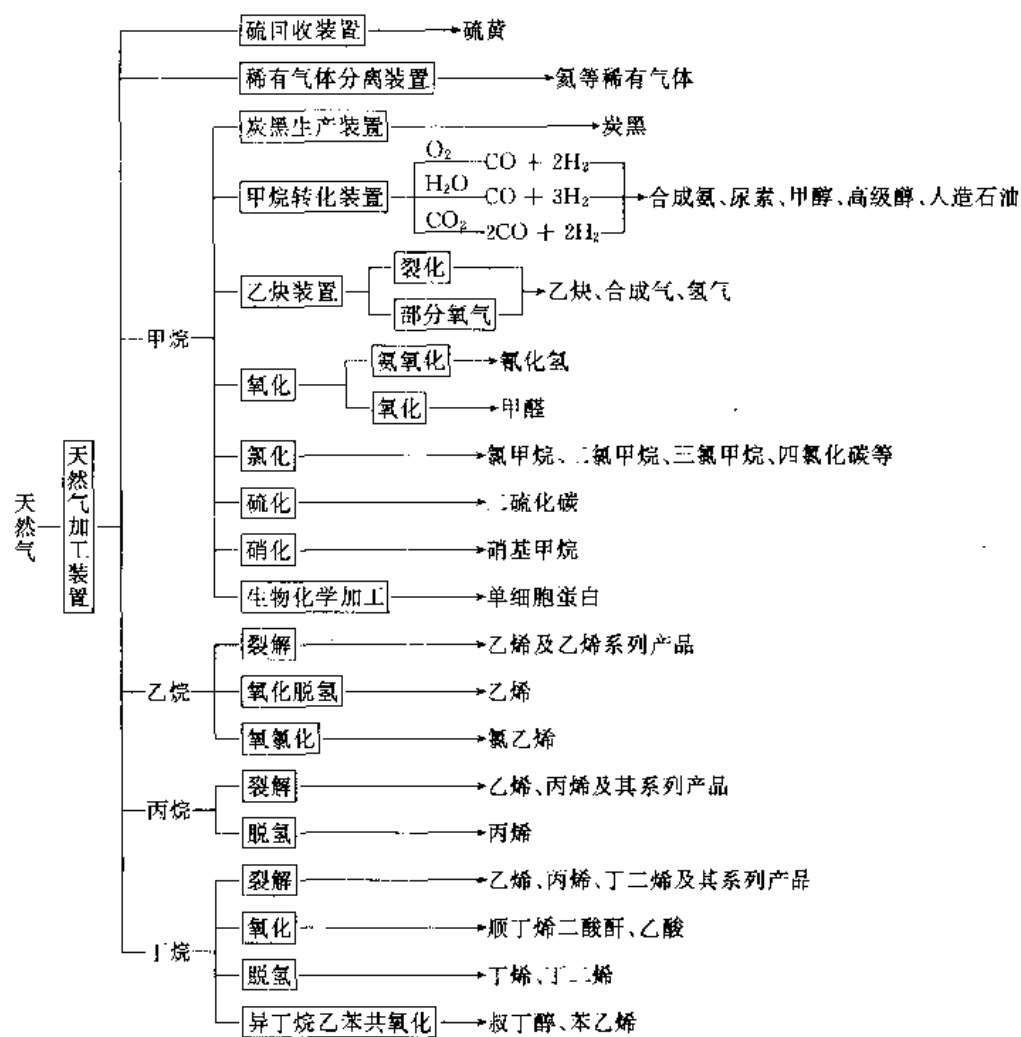 硫回收装置 硫黄
稀有气体分离装置 氦等稀有气体
炭黑生产装置 炭黑
O₂ CO + 2H₂
甲烷转化装置 H₂O CO + 3H₂ 合成氨、尿素、甲醇、高级醇、人造石油
CO₂ 2CO + 2H₂
裂化
乙炔装置 乙炔、合成气、氢气
部分氧气
甲烷
氨氧化 氰化氢
氧化
氧化 甲醛
氯化 氯甲烷、二氯甲烷、三氯甲烷、四氯化碳等
硫化 二硫化碳
天然气 天然气加工装置
硝化 硝基甲烷
生物化学加工 单细胞蛋白
裂解 乙烯及乙烯系列产品
乙烷 氧化脱氢 乙烯
氧氯化 氯乙烯
裂解 乙烯、丙烯及其系列产品
丙烷
脱氢 丙烯
裂解 乙烯、丙烯、丁二烯及其系列产品
氧化 顺丁烯二酸酐、乙酸
丁烷
脱氢 丁烯、丁二烯
异丁烷乙苯共氧化 叔丁醇、苯乙烯